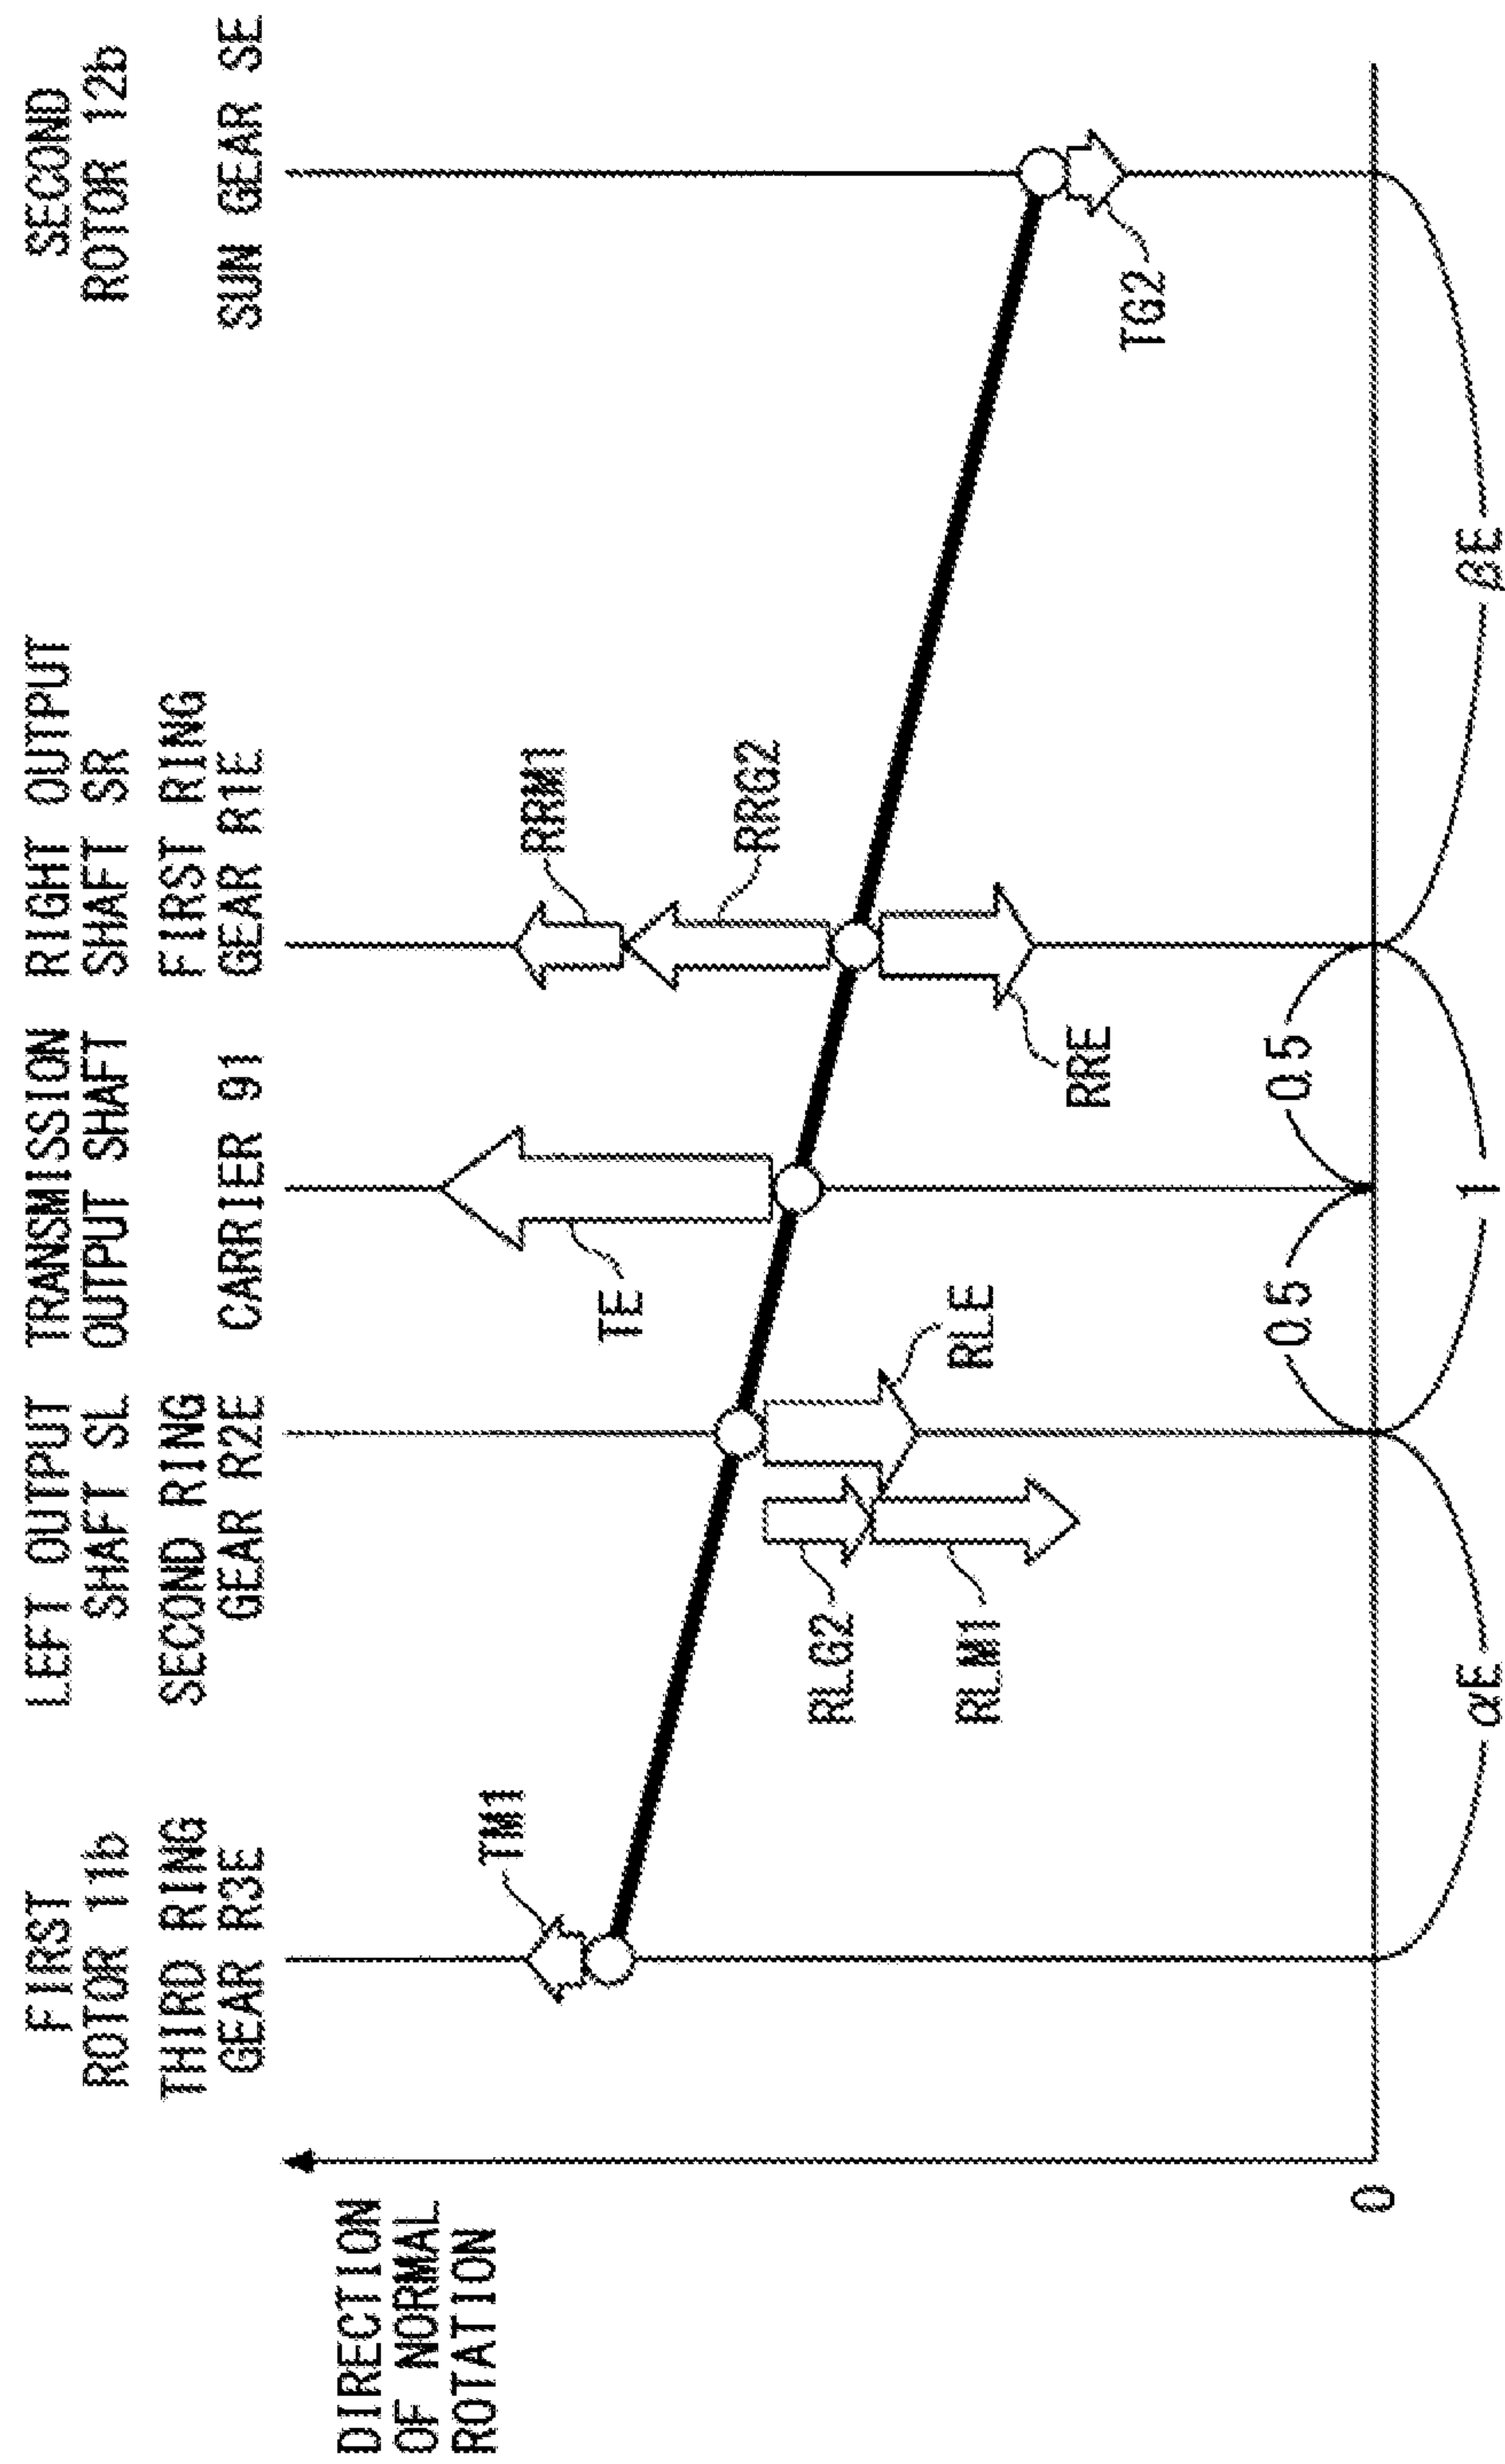 FIRST
ROTOR 11b
THIRD RING
GEAR R3E
LEFT OUTPUT
SHAFT SL
SECOND RING
GEAR R2E
TRANSMISSION
OUTPUT SHAFT
CARRIER 91
RIGHT OUTPUT
SHAFT SR
FIRST RING
GEAR R1E
SECOND
ROTOR 12b
SUN GEAR SE
DIRECTION
OF NORMAL
ROTATION
TM1
RRM1
TE
RRG2
RLG2
RLE
RLM1
RRE
TG2
0.5
0.5
0
αE
1
βE